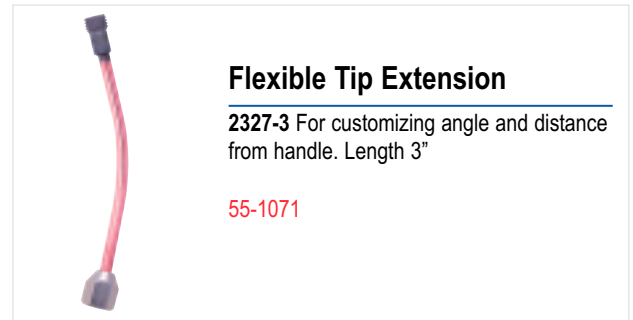 Flexible Tip Extension
2327-3 For customizing angle and distance
from handle. Length 3”
55-1071